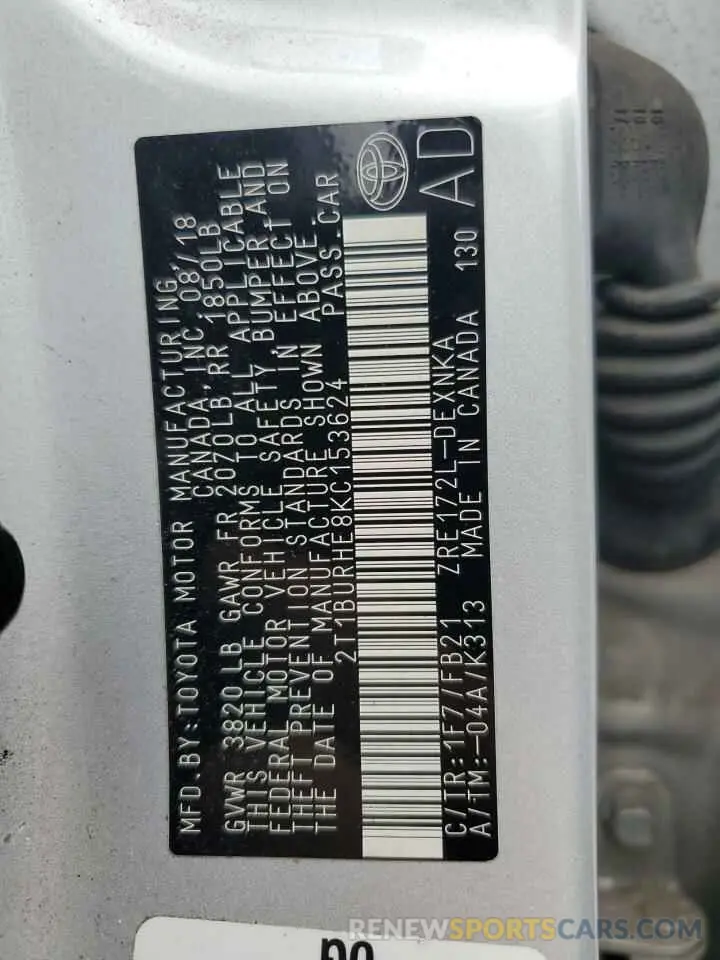 MFD.BY:TOYOTA MOTOR MANUFACTURING
CANADA, INC. 08/18
GVWR 3820LB GAWR FR 2070LB RR 1850LB
THIS VEHICLE CONFORMS TO ALL APPLICABLE
FEDERAL MOTOR VEHICLE SAFETY, BUMPER, AND
THEFT PREVENTION STANDARDS IN EFFECT ON
THE DATE OF MANUFACTURE SHOWN ABOVE.
2T1BURHE8KC153624 PASS.CAR
C/TR:1F7/FB21 ZRE172L-DEXNKA 130 AD
A/TM:-04A/K313 MADE IN CANADA
RENEWSPORTSCARS.COM